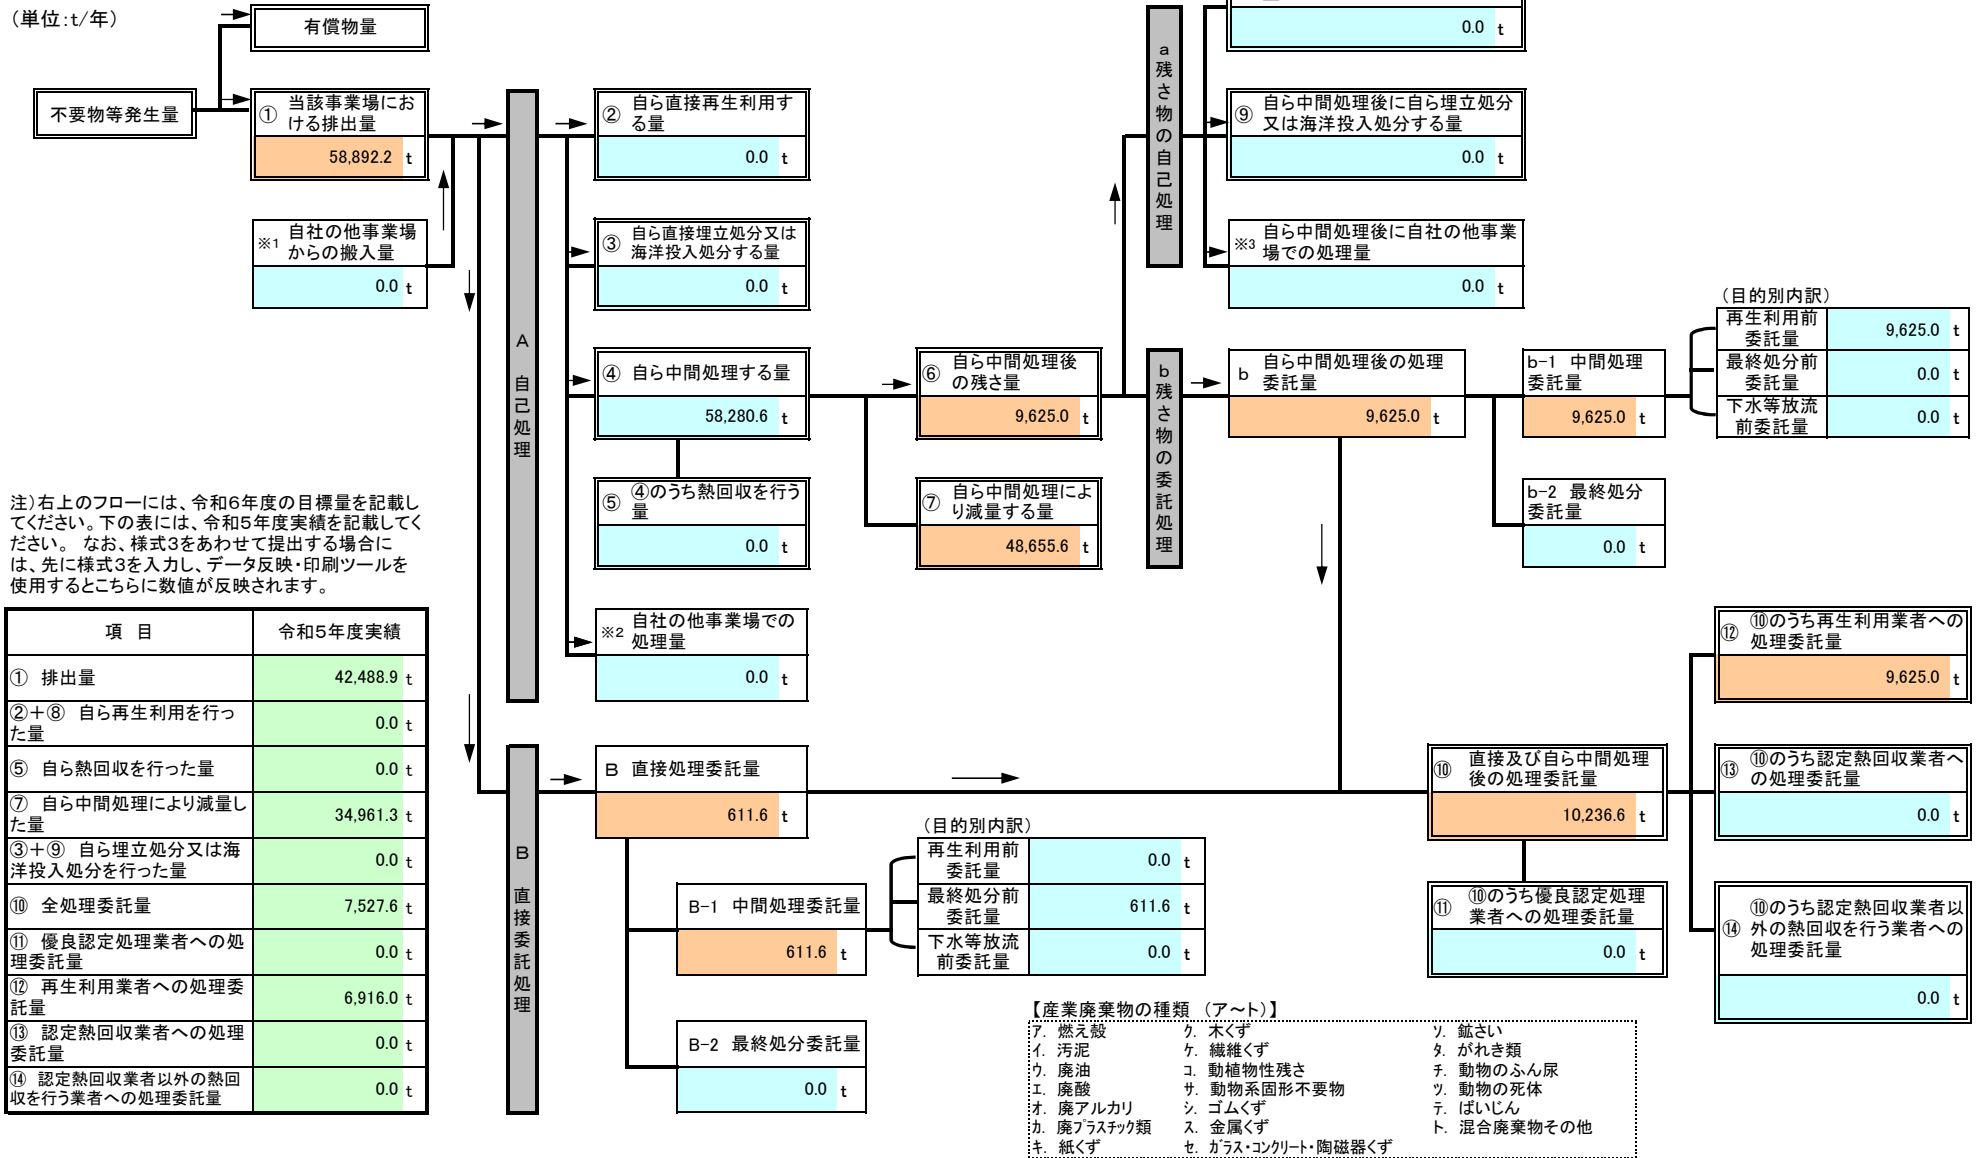 (単位:t/年)
有償物量
不要物等発生量
① 当該事業場にお
ける排出量
58,892.2 t
※1 自社の他事業場
からの搬入量
0.0 t
A 自己処理
② 自ら直接再生利用す
る量
0.0 t
③ 自ら直接埋立処分又は
海洋投入処分する量
0.0 t
④ 自ら中間処理する量
58,280.6 t
⑤ ④のうち熱回収を行う
量
0.0 t
※2 自社の他事業場での
処理量
0.0 t
⑥ 自ら中間処理後
の残さ量
9,625.0 t
⑦ 自ら中間処理によ
り減量する量
48,655.6 t
a 残さ物の自己処理
0.0 t
⑨ 自ら中間処理後に自ら埋立処分
又は海洋投入処分する量
0.0 t
※3 自ら中間処理後に自社の他事業
場での処理量
0.0 t
b 残さ物の委託処理
b 自ら中間処理後の処理
委託量
9,625.0 t
b-1 中間処理
委託量
9,625.0 t
b-2 最終処分
委託量
0.0 t
(目的別内訳)
再生利用前
委託量
9,625.0 t
最終処分前
委託量
0.0 t
下水等放流
前委託量
0.0 t
注)右上のフローには、令和6年度の目標量を記載し
てください。下の表には、令和5年度実績を記載してく
ださい。 なお、様式3をあわせて提出する場合に
は、先に様式3を入力し、データ反映・印刷ツールを
使用するとこちらに数値が反映されます。
項 目 令和5年度実績
① 排出量 42,488.9 t
②+⑧ 自ら再生利用を行っ
た量
0.0 t
⑤ 自ら熱回収を行った量 0.0 t
⑦ 自ら中間処理により減量し
た量
34,961.3 t
③+⑨ 自ら埋立処分又は海
洋投入処分を行った量
0.0 t
⑩ 全処理委託量 7,527.6 t
⑪ 優良認定処理業者への処
理委託量
0.0 t
⑫ 再生利用業者への処理委
託量
6,916.0 t
⑬ 認定熱回収業者への処理
委託量
0.0 t
⑭ 認定熱回収業者以外の熱回
収を行う業者への処理委託量
0.0 t
B 直接委託処理
B 直接処理委託量
611.6 t
B-1 中間処理委託量
611.6 t
B-2 最終処分委託量
0.0 t
(目的別内訳)
再生利用前
委託量
0.0 t
最終処分前
委託量
611.6 t
下水等放流
前委託量
0.0 t
⑩ 直接及び自ら中間処理
後の処理委託量
10,236.6 t
⑪ ⑩のうち優良認定処理
業者への処理委託量
0.0 t
⑫ ⑩のうち再生利用業者への
処理委託量
9,625.0 t
⑬ ⑩のうち認定熱回収業者へ
の処理委託量
0.0 t
⑭ ⑩のうち認定熱回収業者以
外の熱回収を行う業者への
処理委託量
0.0 t
【産業廃棄物の種類 (ア~ト)】
ア. 燃え殻 ク. 木くず ソ. 鉱さい
イ. 汚泥 ケ. 繊維くず タ. がれき類
ウ. 廃油 コ. 動植物性残さ チ. 動物のふん尿
エ. 廃酸 サ. 動物系固形不要物 ツ. 動物の死体
オ. 廃アルカリ シ. ゴムくず テ. ばいじん
カ. 廃プラスチック類 ス. 金属くず ト. 混合廃棄物その他
キ. 紙くず セ. ガラス・コンクリート・陶磁器くず